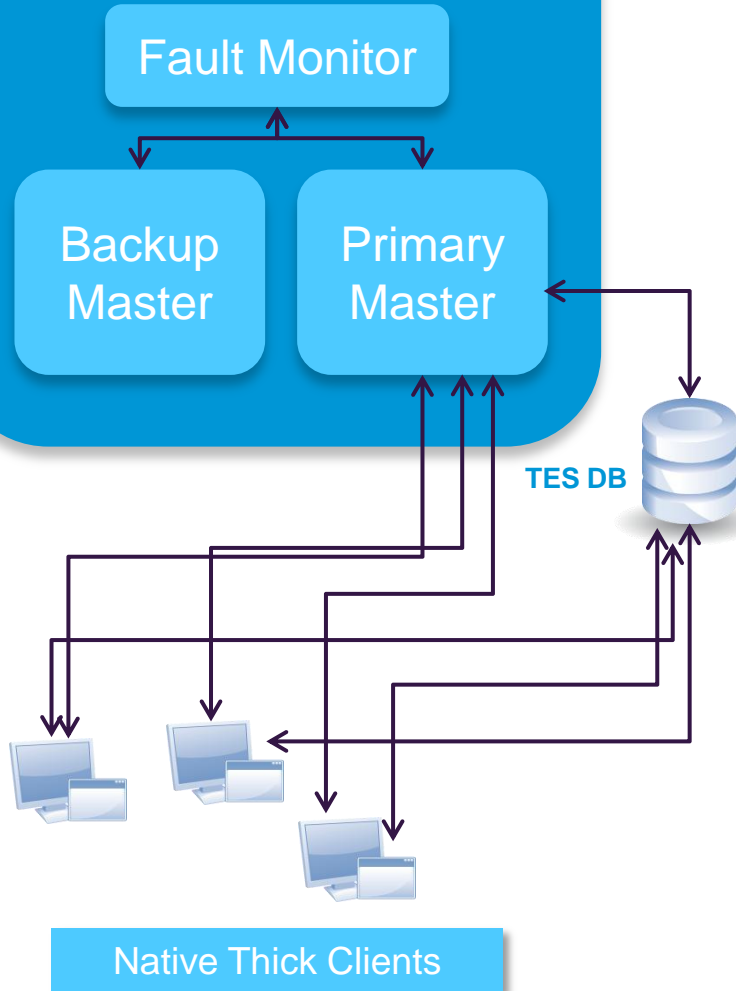 Fault Monitor
Backup
Master
Primary
Master
TES DB
Native Thick Clients